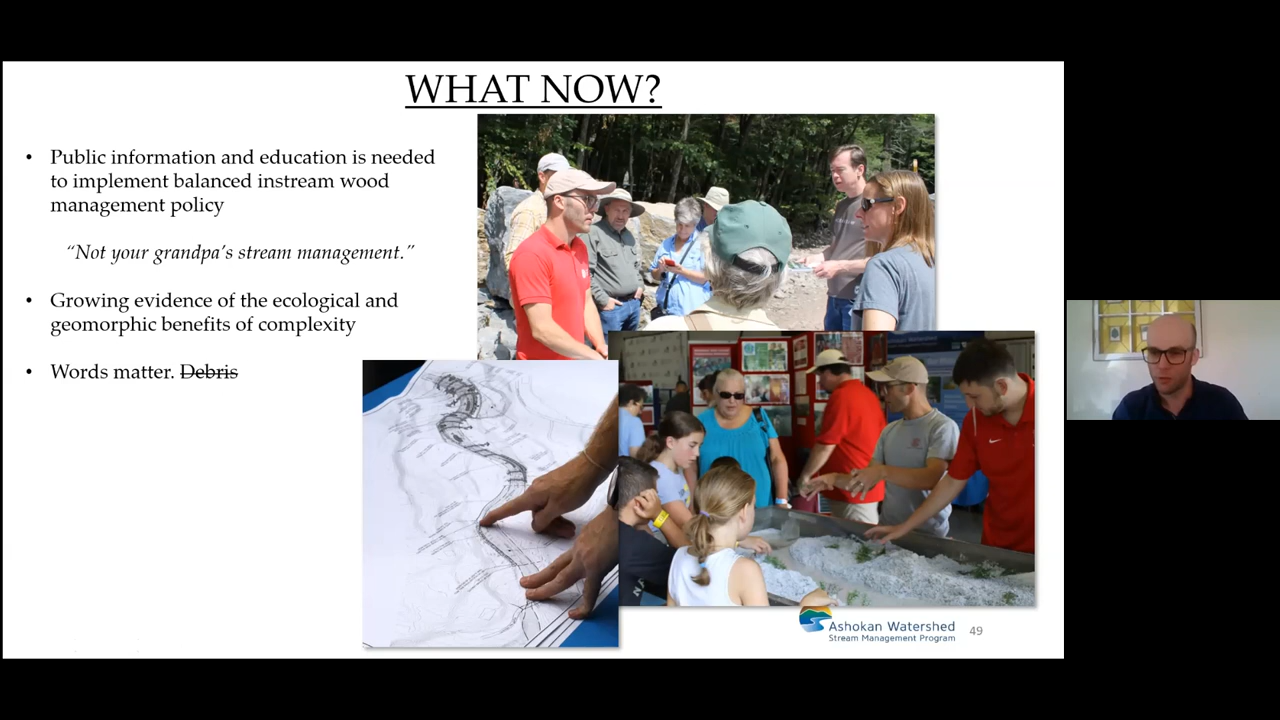 WHAT NOW?
• Public information and education is needed
to implement balanced instream wood
management policy
“Not your grandpa’s stream management.”
• Growing evidence of the ecological and
geomorphic benefits of complexity
• Words matter. Debris
Ashokan Watershed
Stream Management Program
49